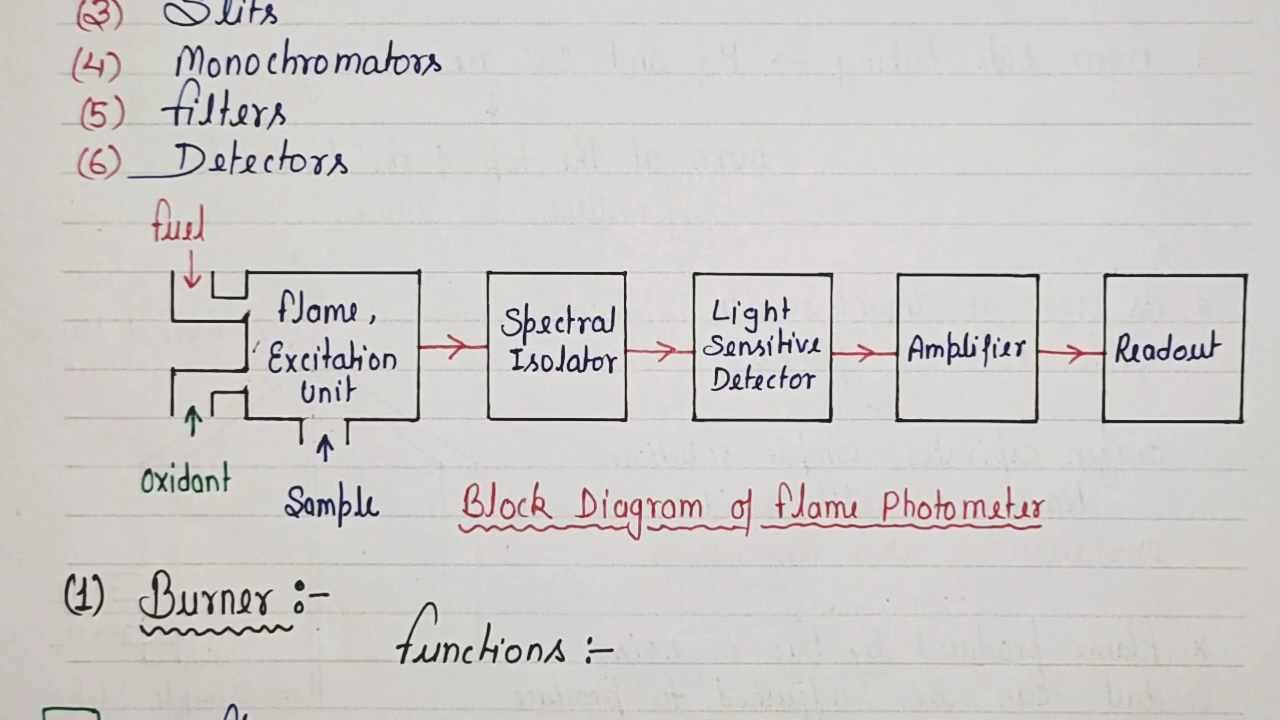 (3) Slits
(4) Monochromators
(5) filters
(6) Detectors
fuel
flame,
Excitation
Unit
Spectral
Isolator
Light
Sensitive
Detector
Amplifier
Readout
oxidant
Sample
Block Diagram of flame Photometer
(1) Burner :-
functions :-